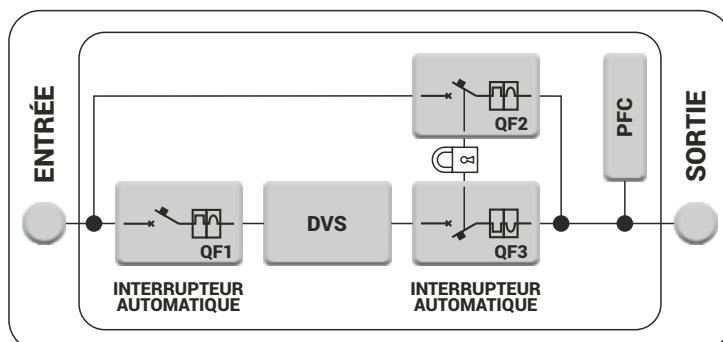 ENTRÉE
QF2
PFC
SORTIE
QF1
DVS
QF3
INTERRUPTEUR
AUTOMATIQUE
INTERRUPTEUR
AUTOMATIQUE